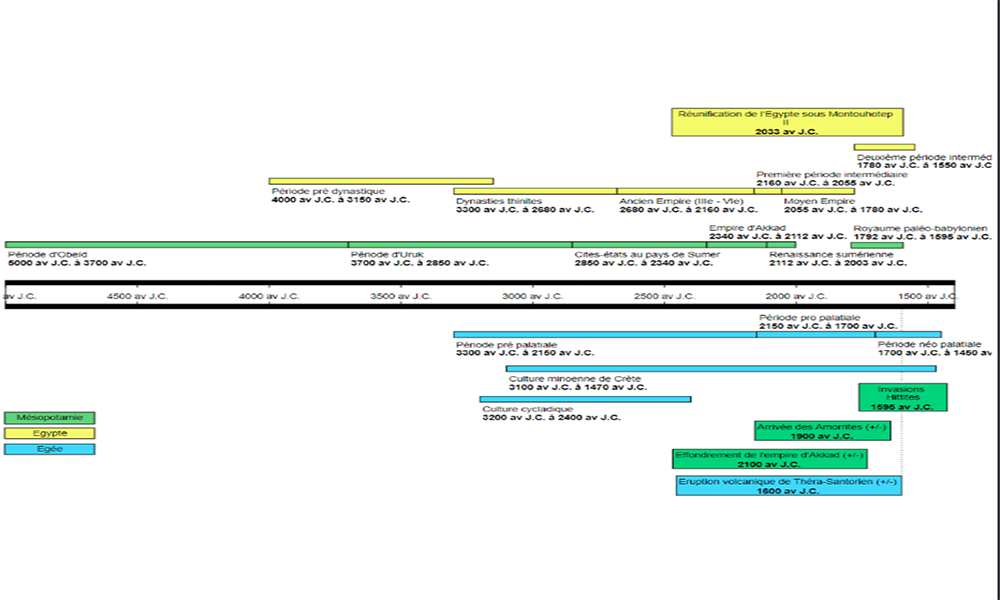 Réunification de l'Egypte sous Montouhotep
II
2033 av J.C.
Deuxième période interméd
1780 av J.C. à 1550 av J.C
Première période intermédiaire
2160 av J.C. à 2055 av J.C.
Période pré dynastique
4000 av J.C. à 3150 av J.C.
Dynasties thinites
3300 av J.C. à 2680 av J.C.
Ancien Empire (IIIe - VIe)
2680 av J.C. à 2160 av J.C.
Moyen Empire
2055 av J.C. à 1780 av J.C.
Empire d'Akkad
2340 av J.C. à 2112 av J.C.
Royaume paléo-babylonien
1792 av J.C. à 1595 av J.C.
Période d'Obeid
5000 av J.C. à 3700 av J.C.
Période d'Uruk
3700 av J.C. à 2850 av J.C.
Cités-états au pays de Sumer
2850 av J.C. à 2340 av J.C.
Renaissance sumérienne
2112 av J.C. à 2003 av J.C.
av J.C. 4500 av J.C. 4000 av J.C. 3500 av J.C. 3000 av J.C. 2500 av J.C. 2000 av J.C. 1500 av J.C.
Période pro palatiale
2150 av J.C. à 1700 av J.C.
Période pré palatiale
3300 av J.C. à 2150 av J.C.
Période néo palatiale
1700 av J.C. à 1450 av
Culture minoenne de Crète
3100 av J.C. à 1470 av J.C.
Culture cycladique
3200 av J.C. à 2400 av J.C.
Invasions
Hittites
1595 av J.C.
Mésopotamie
Egypte
Egée
Arrivée des Amorrites (+/-)
1900 av J.C.
Effondrement de l'empire d'Akkad (+/-)
2100 av J.C.
Eruption volcanique de Théra-Santorien (+/-)
1600 av J.C.